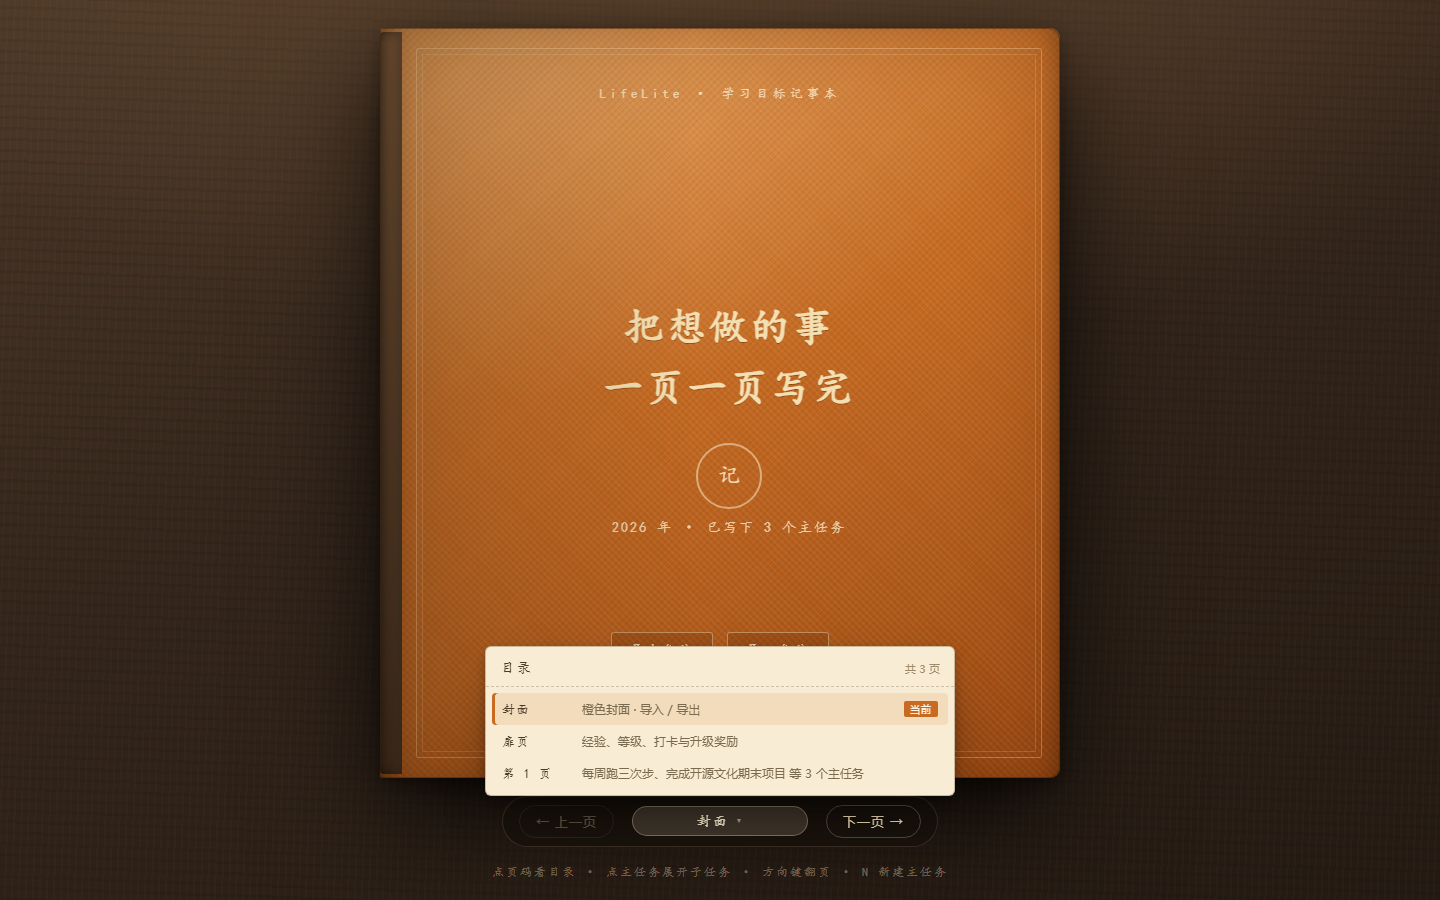 LifeLite • 学习目标记事本
把想做的事
一页一页写完
记
2026 年 • 已写下 3 个主任务
目录 共 3 页
封面 橙色封面 · 导入 / 导出 当前
扉页 经验、等级、打卡与升级奖励
第 1 页 每周跑三次步、完成开源文化期末项目 等 3 个主任务
← 上一页 封面 ▾ 下一页 →
点页码看目录 • 点主任务展开子任务 • 方向键翻页 • N 新建主任务